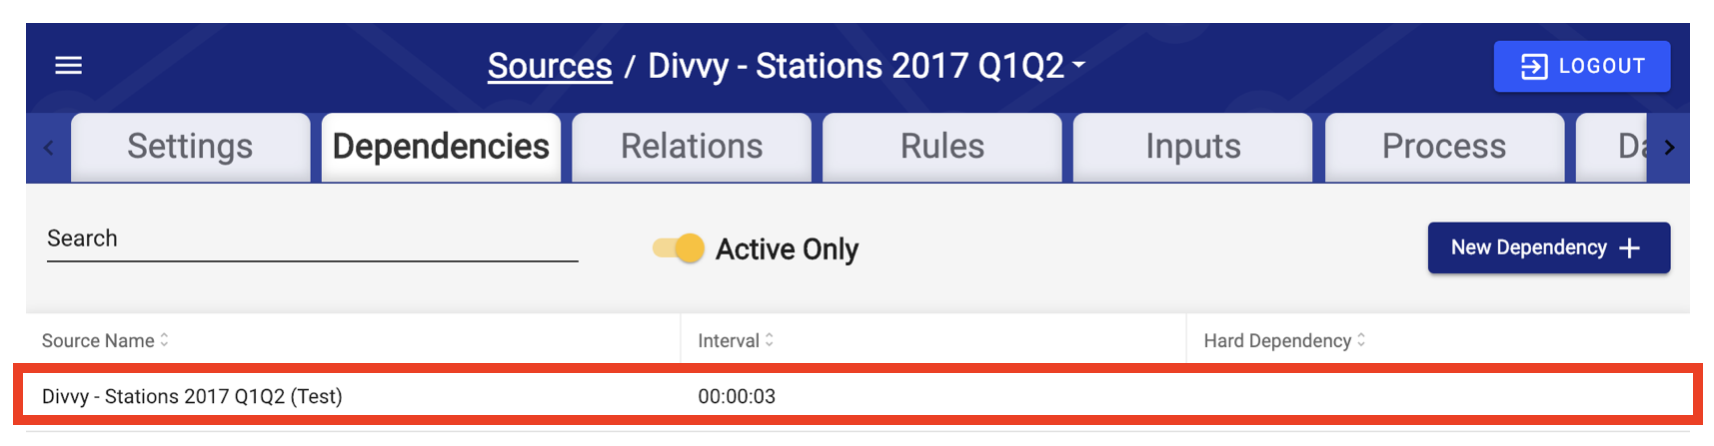 Sources / Divvy - Stations 2017 Q1Q2
LOGOUT
Settings Dependencies Relations Rules Inputs Process
Search Active Only New Dependency +
Source Name Interval Hard Dependency
Divvy - Stations 2017 Q1Q2 (Test) 00:00:03